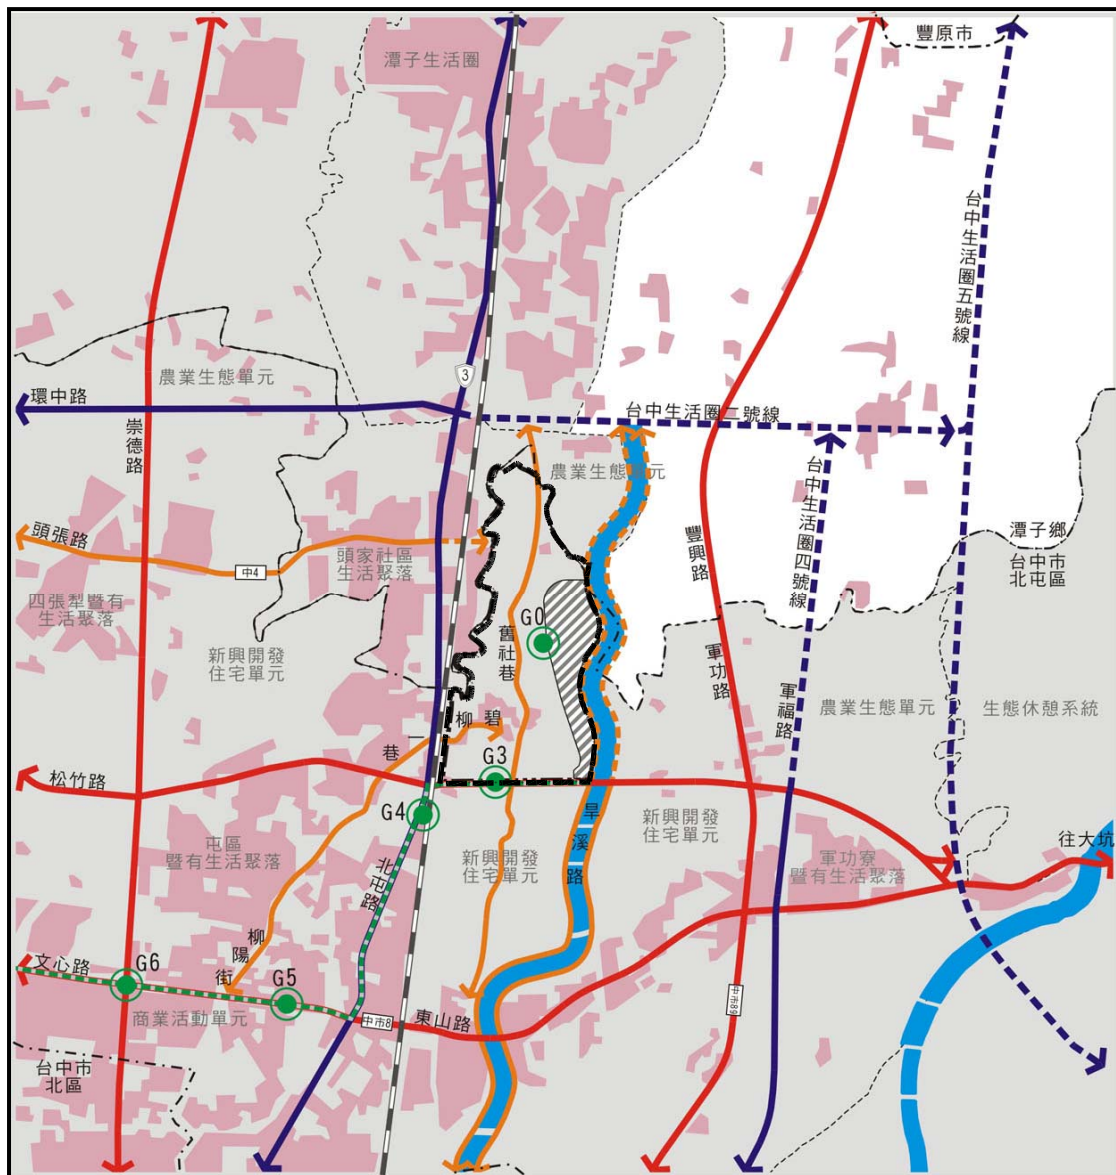 豐原市
潭子生活圈
台中生活圈五號線
3
農業生態單元
環中路
台中生活圈二號線
崇德路
農業生態單元
台中生活圈四號線
頭張路
中4
頭家社區
生活聚落
豐興路
潭子鄉
台中市
北屯區
四張犁暨有
生活聚落
G0
舊社巷
新興開發
住宅單元
軍功路
軍福路
農業生態單元
生態休憩系統
碧柳一巷
G3
松竹路
G4
旱溪路
新興開發
住宅單元
新興開發
住宅單元
屯區
暨有生活聚落
北屯路
軍功寮
暨有生活聚落
往大坑
柳陽街
文心路
G6
G5
商業活動單元
中市8
東山路
中市89
台中市
北區